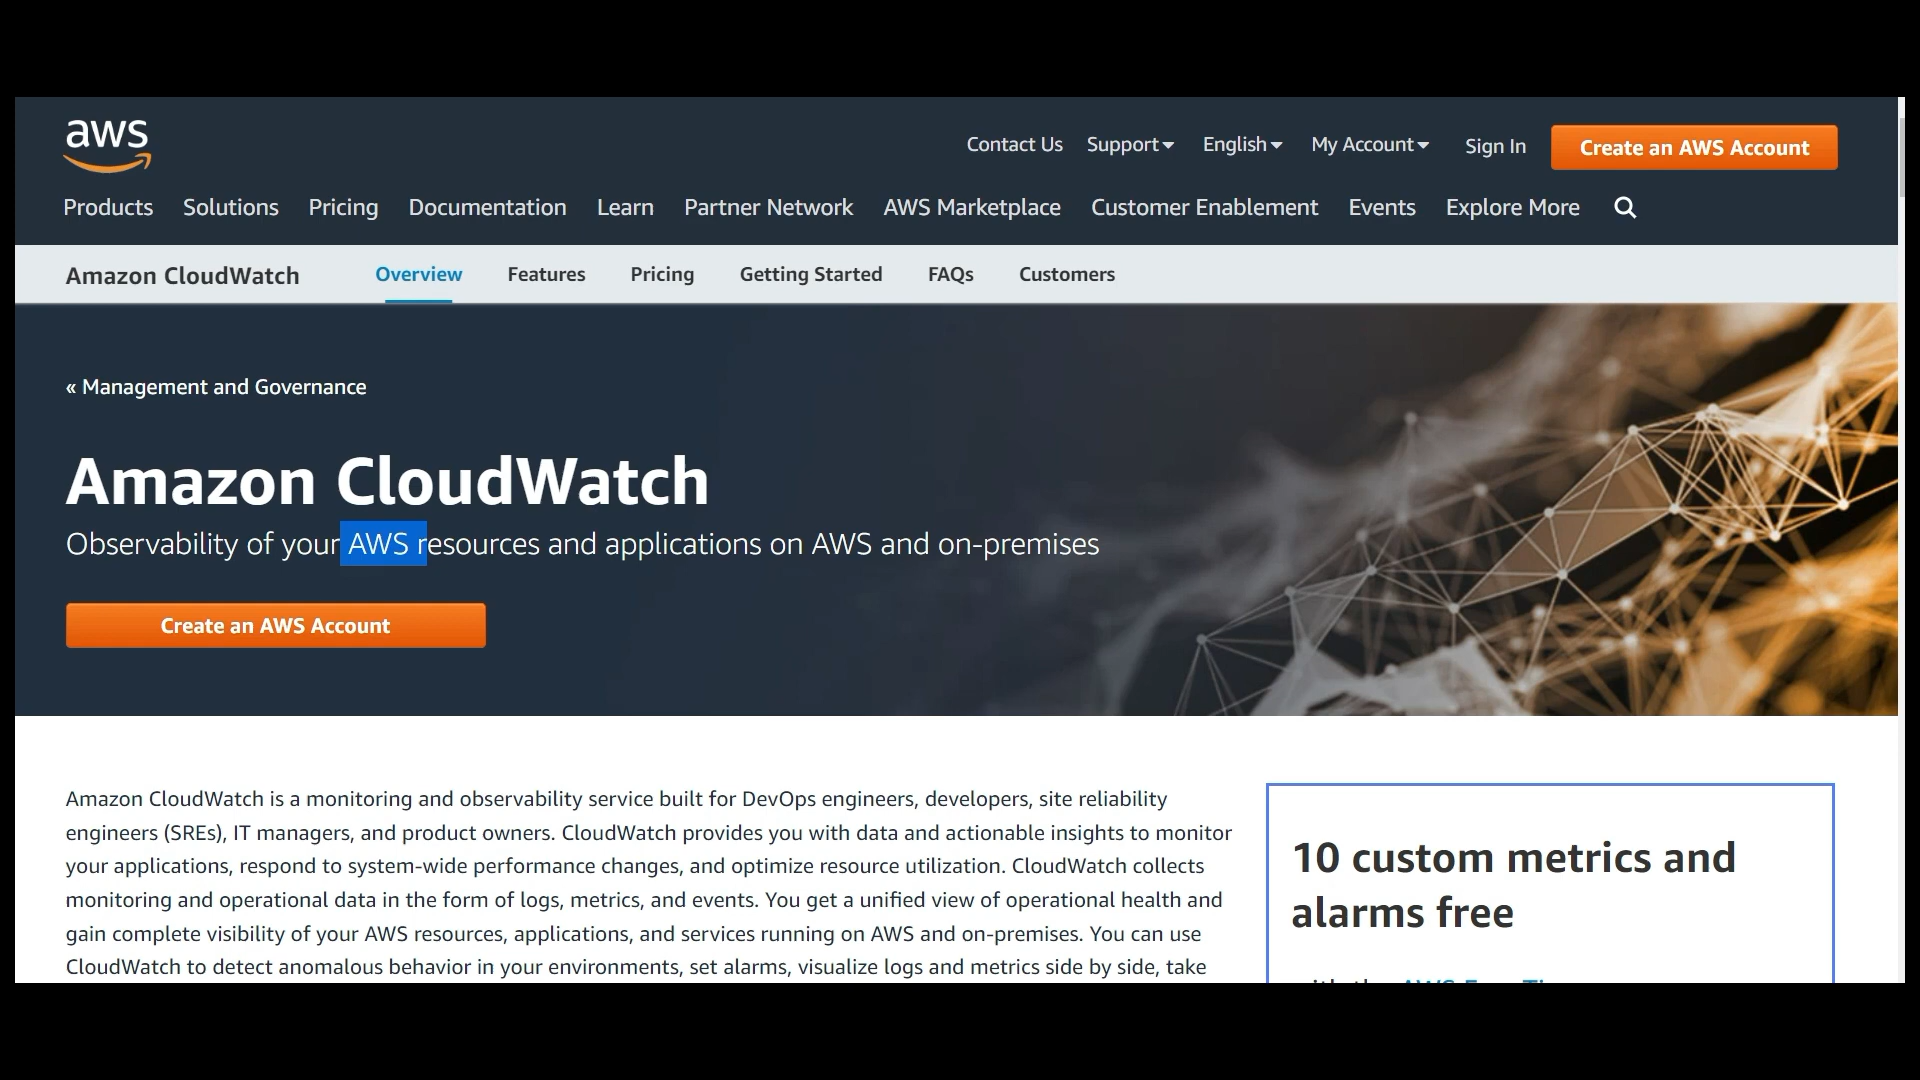 aws
Contact Us Support English My Account Sign In Create an AWS Account
Products Solutions Pricing Documentation Learn Partner Network AWS Marketplace Customer Enablement Events Explore More
Amazon CloudWatch Overview Features Pricing Getting Started FAQs Customers
« Management and Governance
Amazon CloudWatch
Observability of your AWS resources and applications on AWS and on-premises
Create an AWS Account
Amazon CloudWatch is a monitoring and observability service built for DevOps engineers, developers, site reliability
engineers (SREs), IT managers, and product owners. CloudWatch provides you with data and actionable insights to monitor
your applications, respond to system-wide performance changes, and optimize resource utilization. CloudWatch collects
monitoring and operational data in the form of logs, metrics, and events. You get a unified view of operational health and
gain complete visibility of your AWS resources, applications, and services running on AWS and on-premises. You can use
CloudWatch to detect anomalous behavior in your environments, set alarms, visualize logs and metrics side by side, take
10 custom metrics and
alarms free